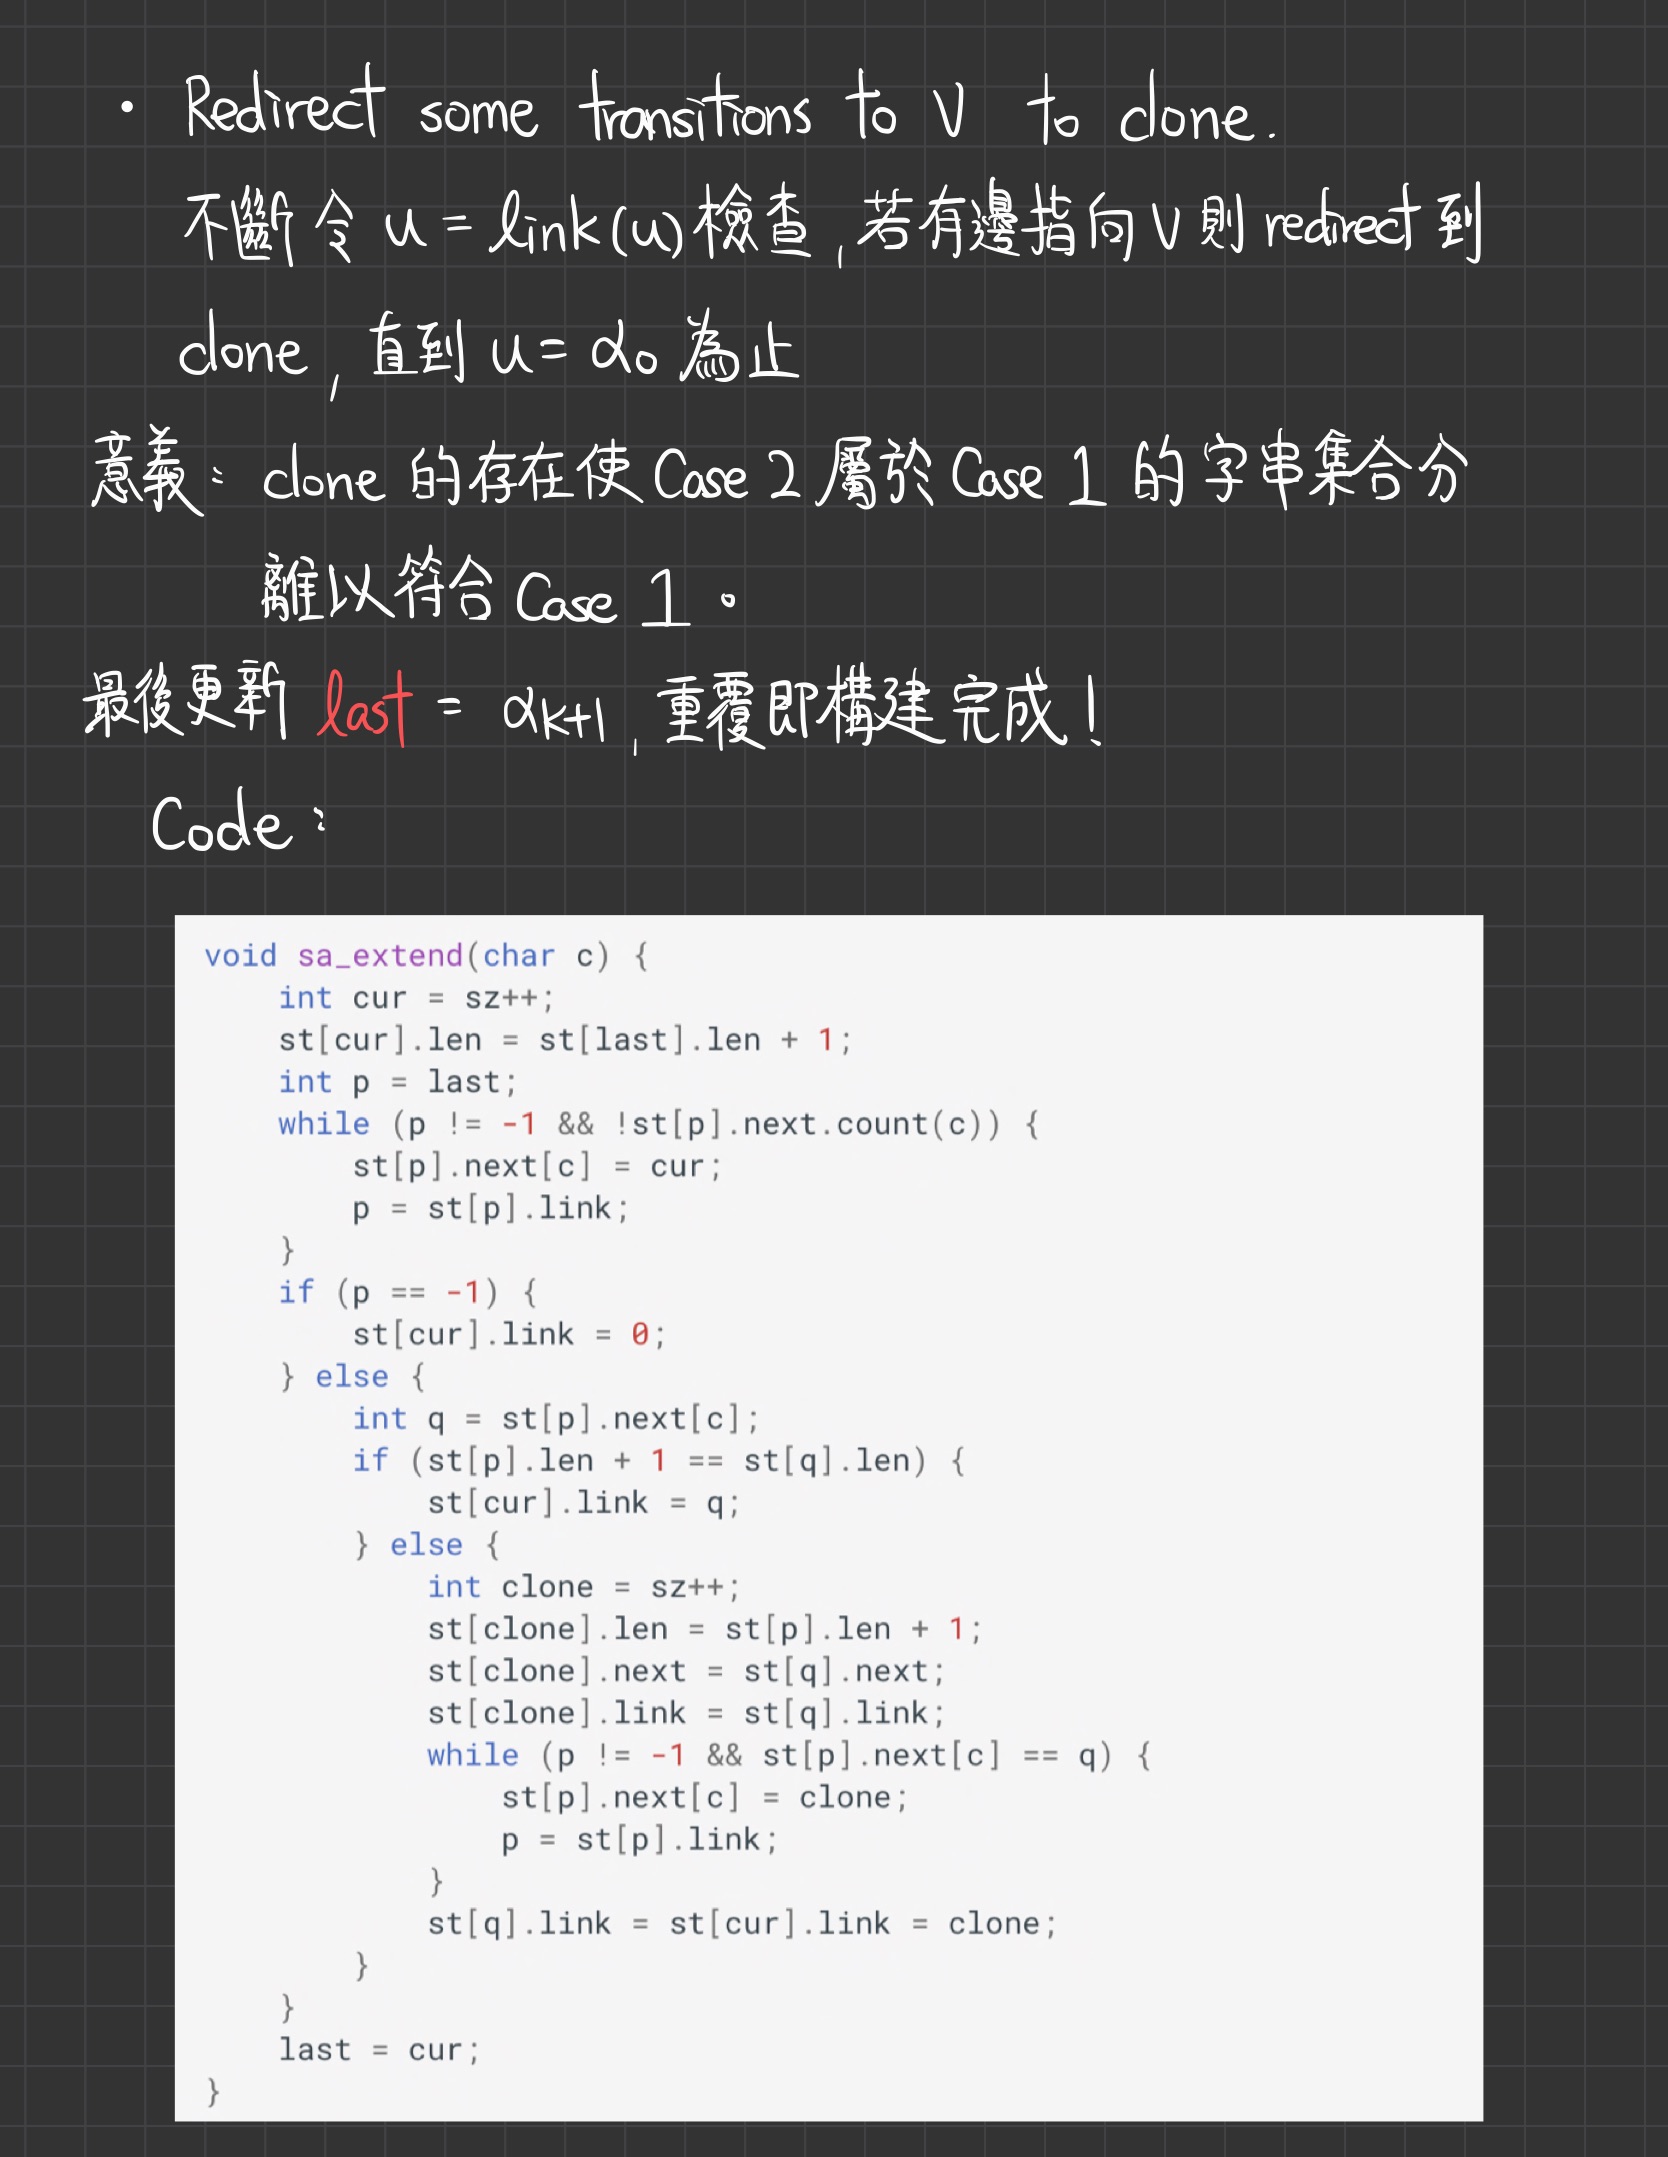 • Redirect some transitions to V to clone.
不斷令 u = link(u) 檢查,若有邊指向 V 則 redirect 到
clone, 直到 u = α₀ 為止
意義: clone 的存在使 Case 2 屬於 Case 1 的字串集合分
離以符合 Case 1。
最後更新 last = αk+1, 重覆即構建完成!
Code:
void sa_extend(char c) {
    int cur = sz++;
    st[cur].len = st[last].len + 1;
    int p = last;
    while (p != -1 && !st[p].next.count(c)) {
        st[p].next[c] = cur;
        p = st[p].link;
    }
    if (p == -1) {
        st[cur].link = 0;
    } else {
        int q = st[p].next[c];
        if (st[p].len + 1 == st[q].len) {
            st[cur].link = q;
        } else {
            int clone = sz++;
            st[clone].len = st[p].len + 1;
            st[clone].next = st[q].next;
            st[clone].link = st[q].link;
            while (p != -1 && st[p].next[c] == q) {
                st[p].next[c] = clone;
                p = st[p].link;
            }
            st[q].link = st[cur].link = clone;
        }
    }
    last = cur;
}